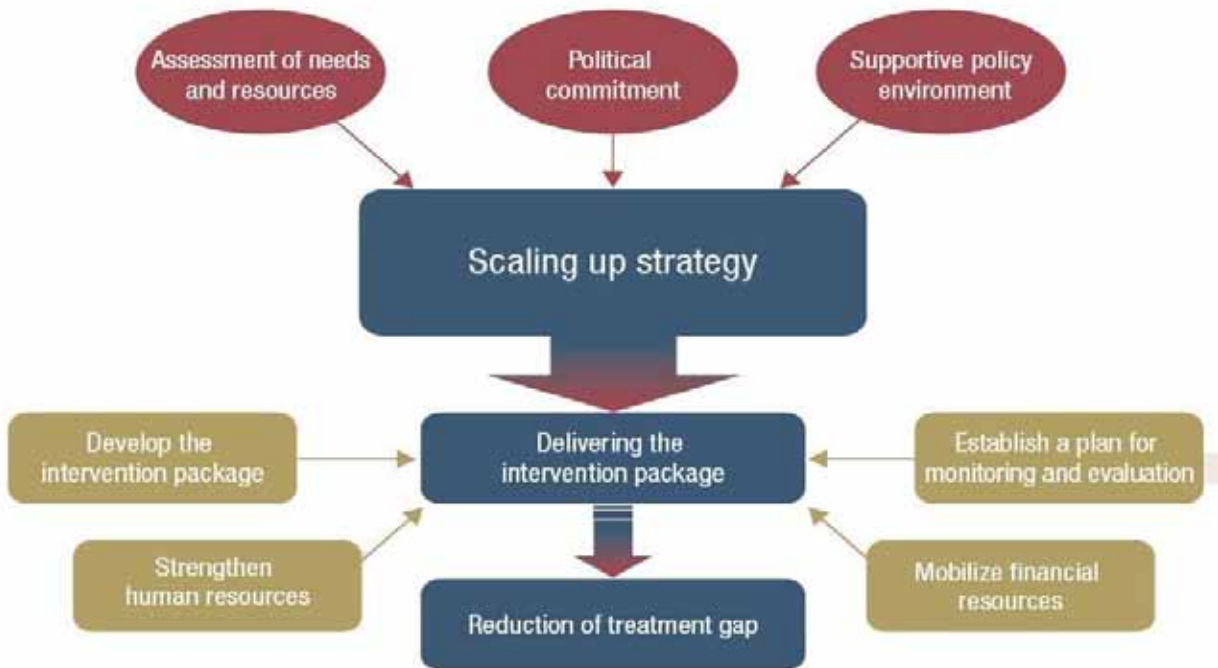 Assessment of needs
and resources
Political
commitment
Supportive policy
environment
Scaling up strategy
Develop the
intervention package
Delivering the
intervention package
Establish a plan for
monitoring and evaluation
Strengthen
human resources
Mobilize financial
resources
Reduction of treatment gap